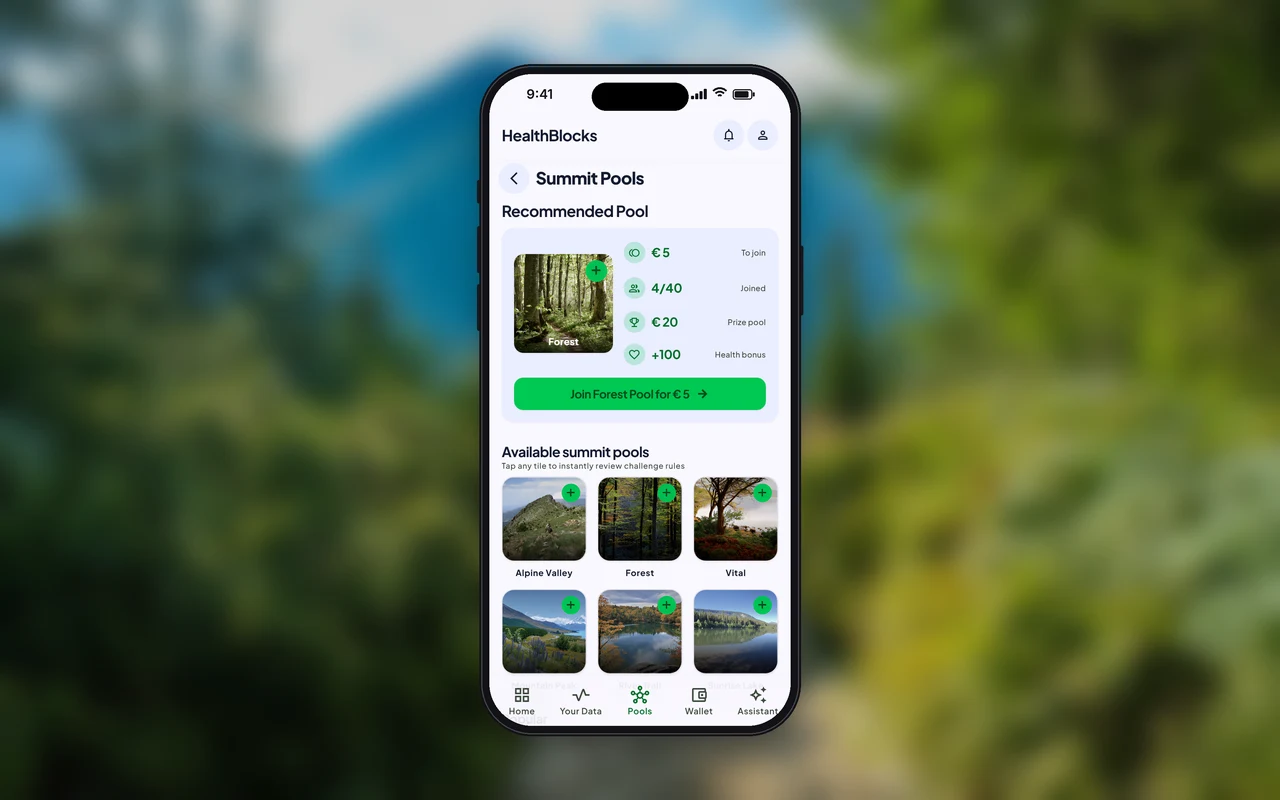 9:41
HealthBlocks
Summit Pools
Recommended Pool
Forest
€ 5 To join
4/40 Joined
€ 20 Prize pool
+100 Health bonus
Join Forest Pool for € 5
Available summit pools
Tap any tile to instantly review challenge rules
Alpine Valley Forest Vital
Home Your Data Pools Wallet Assistant